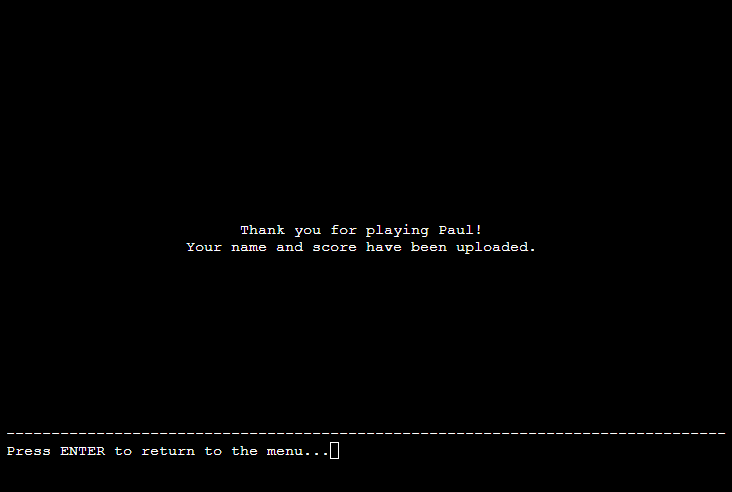 Thank you for playing Paul!
Your name and score have been uploaded.
--------------------------------------------------------------------------------
Press ENTER to return to the menu...